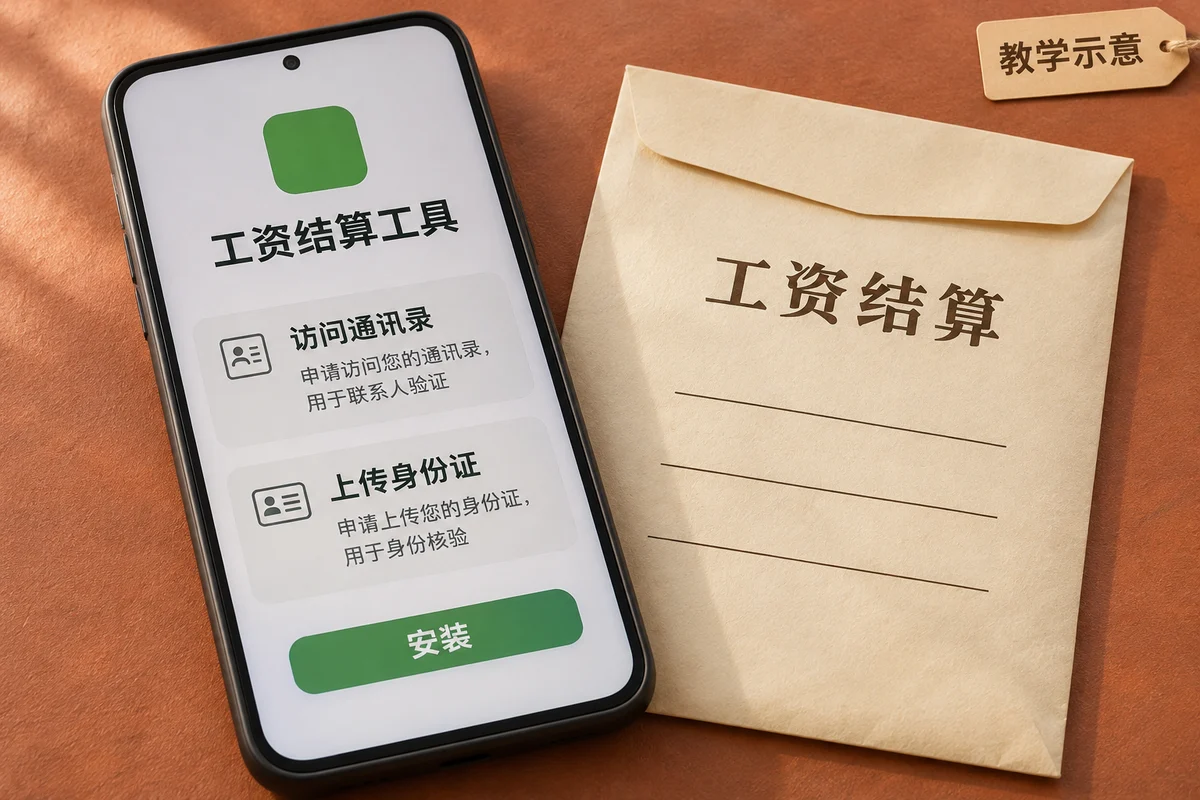 工资结算工具
访问通讯录
申请访问您的通讯录，
用于联系人验证
上传身份证
申请上传您的身份证，
用于身份核验
安装
工资结算
教学示意